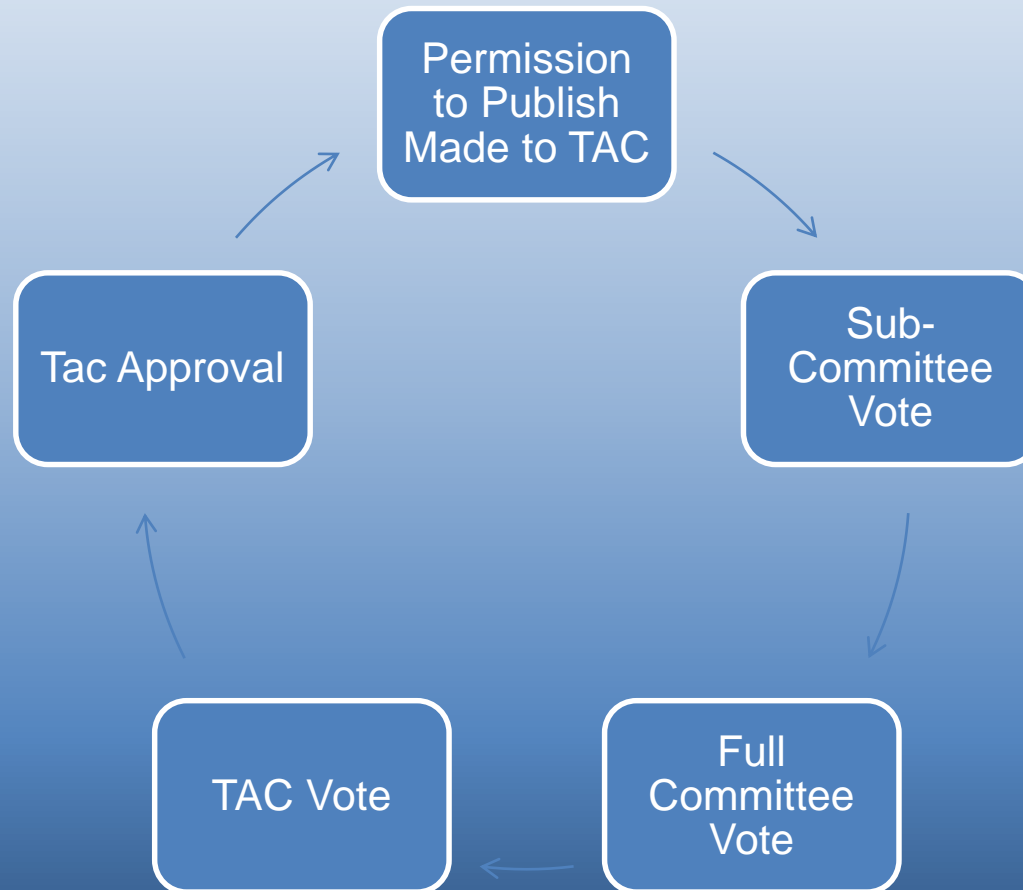 Permission
to Publish
Made to TAC
Sub-
Committee
Vote
Full
Committee
Vote
TAC Vote
Tac Approval